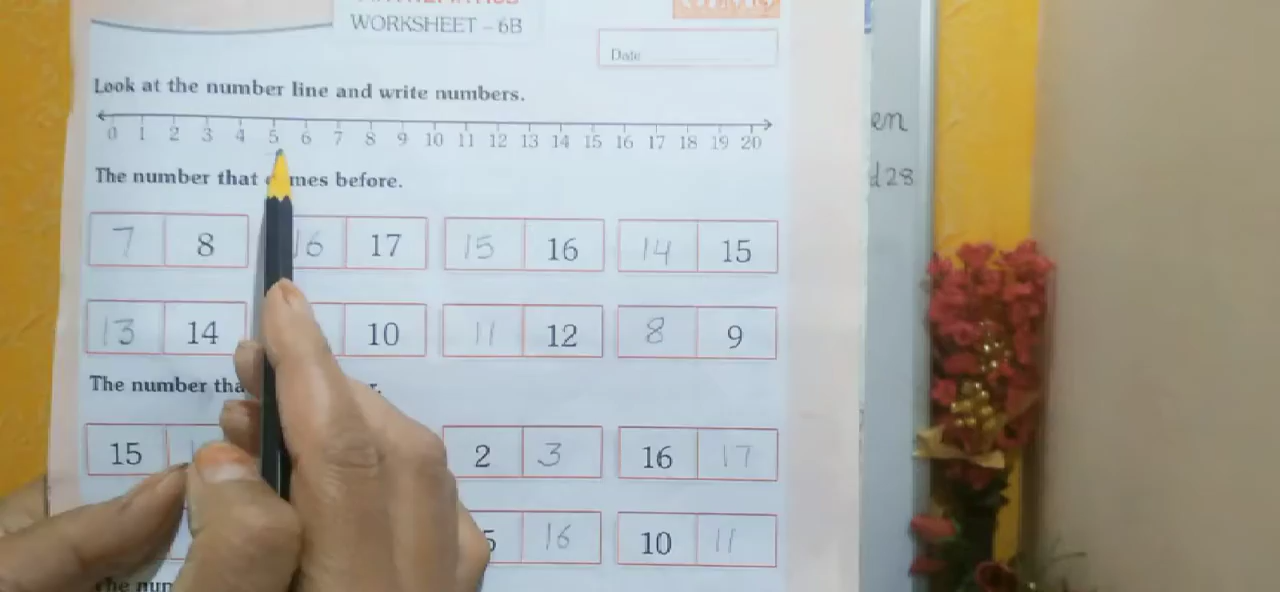 WORKSHEET – 6B
Date
Look at the number line and write numbers.
0 1 2 3 4 5 6 7 8 9 10 11 12 13 14 15 16 17 18 19 20
The number that comes before.
7 8 16 17 15 16 14 15
13 14 10 11 12 8 9
The number
15 2 3 16 17
16 10 11
en
d 28